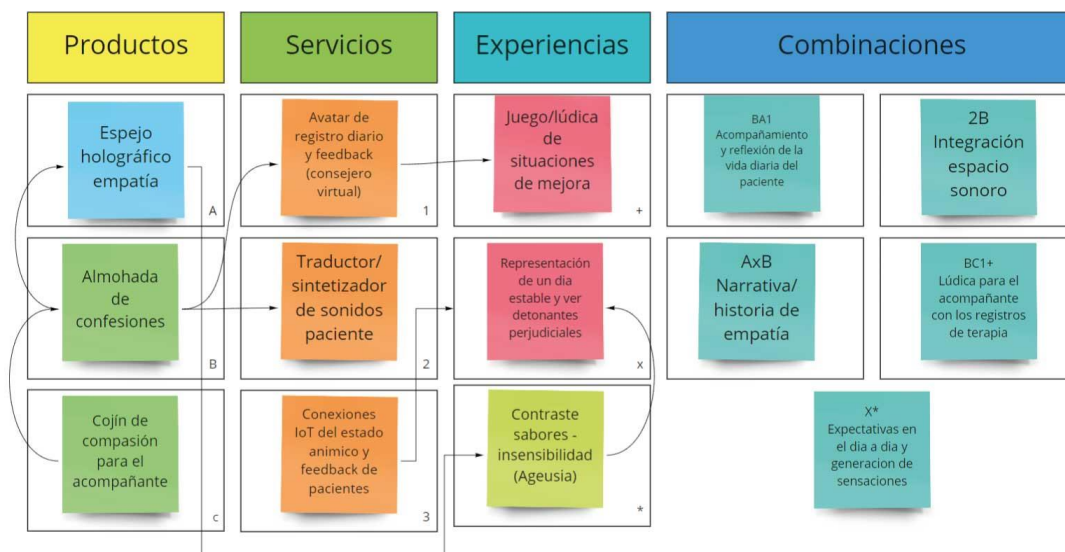 Productos
Servicios
Experiencias
Combinaciones
Espejo
holográfico
empatía
A
Avatar de
registro diario
y feedback
(consejero
virtual)
1
Juego/lúdica
de
situaciones
de mejora
+
BA1
Acompañamiento
y reflexión de la
vida diaria del
paciente
2B
Integración
espacio
sonoro
Almohada
de
confesiones
B
Traductor/
sintetizador
de sonidos
paciente
2
Representación
de un dia
estable y ver
detonantes
perjudiciales
x
AxB
Narrativa/
historia de
empatía
BC1+
Lúdica para el
acompañante
con los registros
de terapia
Cojín de
compasión
para el
acompañante
c
Conexiones
IoT del estado
animico y
feedback de
pacientes
3
Contraste
sabores -
insensibilidad
(Ageusia)
*
X*
Expectativas en
el dia a dia y
generacion de
sensaciones